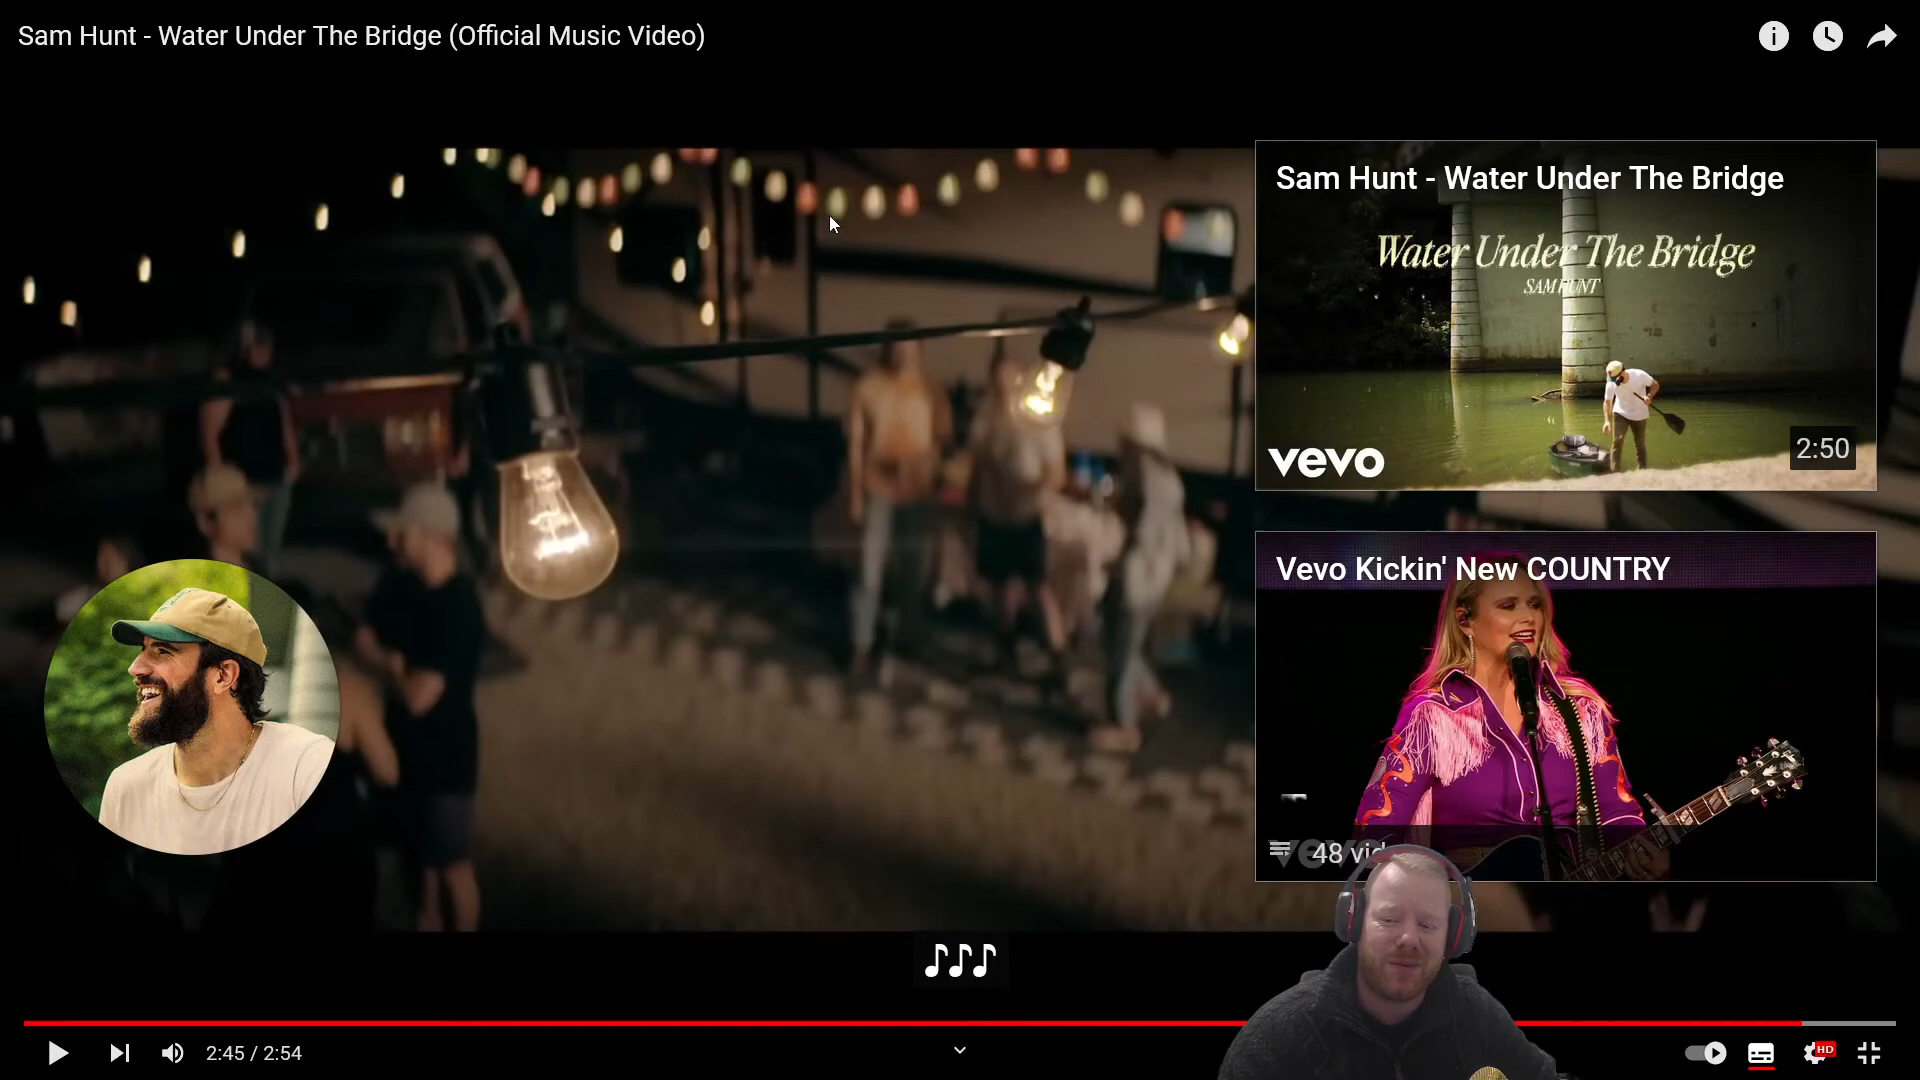 Sam Hunt - Water Under The Bridge (Official Music Video)
Sam Hunt - Water Under The Bridge
Water Under The Bridge
SAM HUNT
vevo
2:50
Vevo Kickin' New COUNTRY
vevo
48
2:45 / 2:54
HD